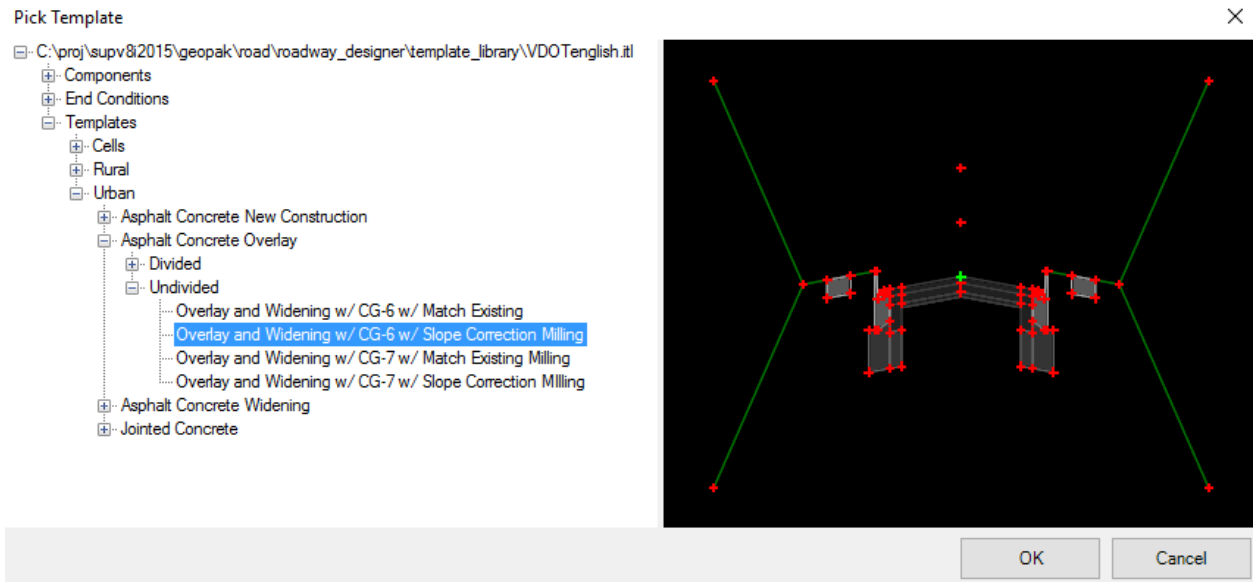 Pick Template
C:\proj\supv8i2015\geopak\road\roadway_designer\template_library\VDOTenglish.itl
Components
End Conditions
Templates
Cells
Rural
Urban
Asphalt Concrete New Construction
Asphalt Concrete Overlay
Divided
Undivided
Overlay and Widening w/ CG-6 w/ Match Existing
Overlay and Widening w/ CG-6 w/ Slope Correction Milling
Overlay and Widening w/ CG-7 w/ Match Existing Milling
Overlay and Widening w/ CG-7 w/ Slope Correction MIlling
Asphalt Concrete Widening
Jointed Concrete
OK Cancel